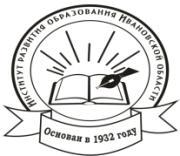 Институт развития образования Ивановской области
Основан в 1932 году